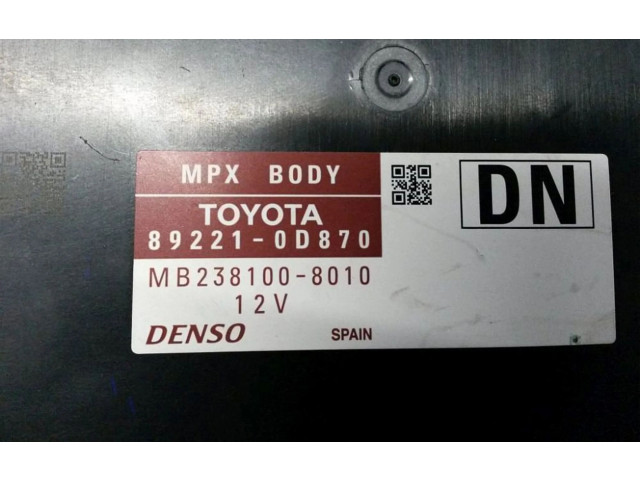 MPX BODY
TOYOTA
89221-0D870
MB238100-8010
12V
DENSO
SPAIN
DN